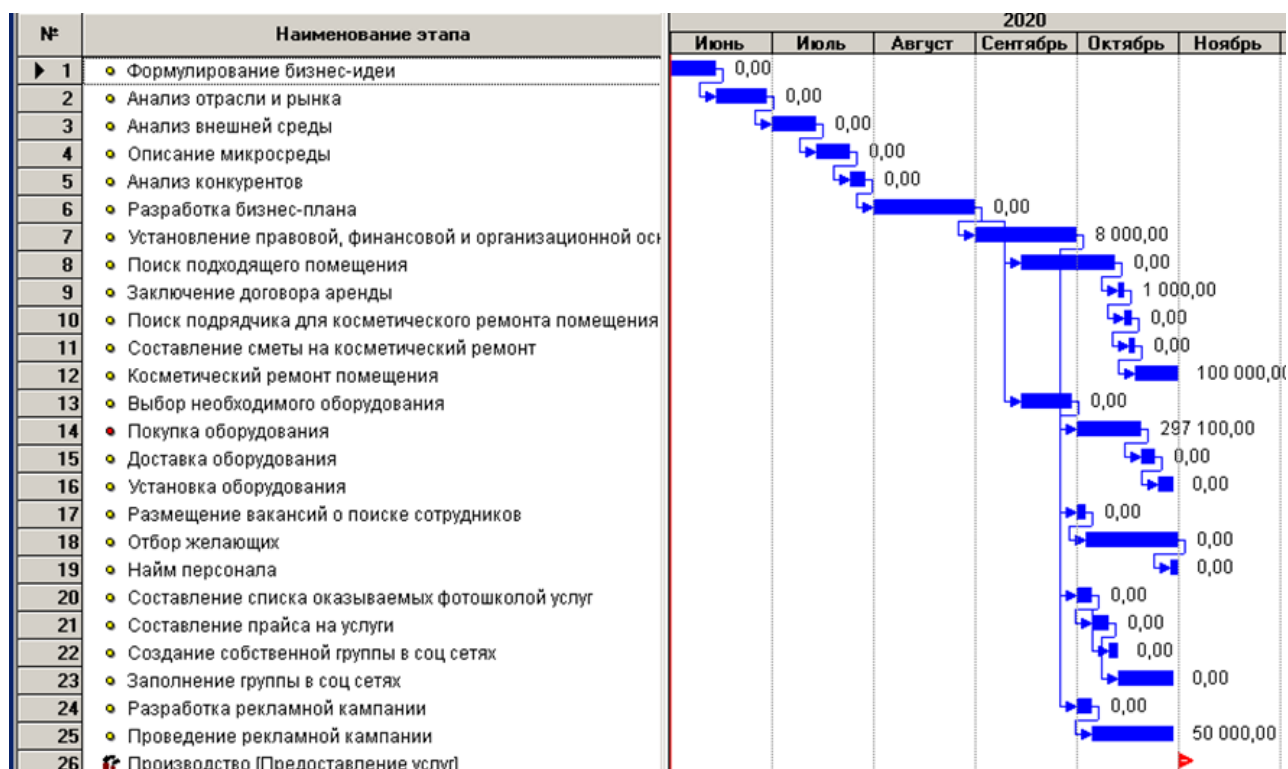 2020
№ Наименование этапа Июнь Июль Август Сентябрь Октябрь Ноябрь
1 Формулирование бизнес-идеи 0,00
2 Анализ отрасли и рынка 0,00
3 Анализ внешней среды 0,00
4 Описание микросреды 0,00
5 Анализ конкурентов 0,00
6 Разработка бизнес-плана 0,00
7 Установление правовой, финансовой и организационной 8 000,00
8 Поиск подходящего помещения 0,00
9 Заключение договора аренды 1 000,00
10 Поиск подрядчика для косметического ремонта помещения 0,00
11 Составление сметы на косметический ремонт 0,00
12 Косметический ремонт помещения 100 000,00
13 Выбор необходимого оборудования 0,00
14 Покупка оборудования 297 100,00
15 Доставка оборудования 0,00
16 Установка оборудования 0,00
17 Размещение вакансий о поиске сотрудников 0,00
18 Отбор желающих 0,00
19 Найм персонала 0,00
20 Составление списка оказываемых фотошколой услуг 0,00
21 Составление прайса на услуги 0,00
22 Создание собственной группы в соц сетях 0,00
23 Заполнение группы в соц сетях 0,00
24 Разработка рекламной кампании 0,00
25 Проведение рекламной кампании 50 000,00
26 Производство [Предоставление услуг]